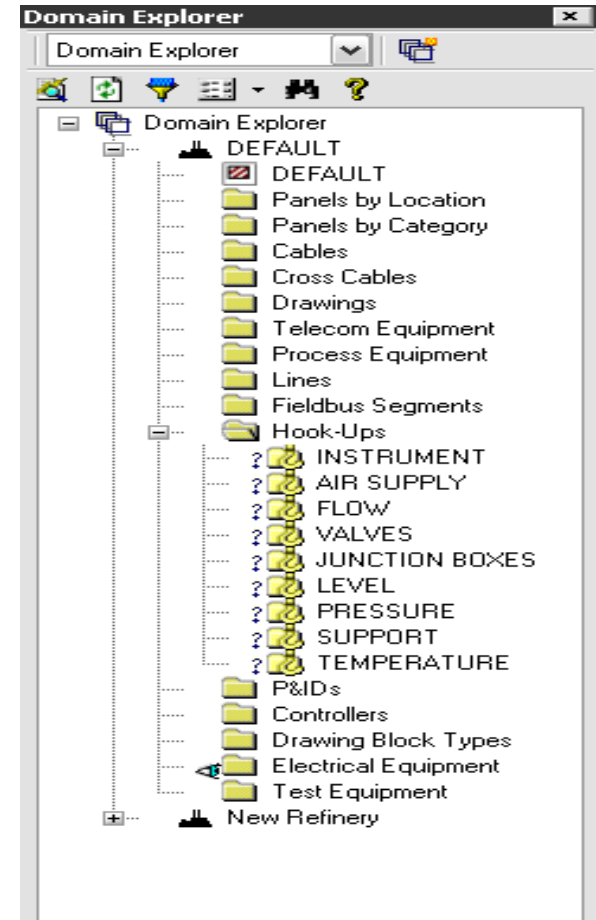 Domain Explorer
Domain Explorer
Domain Explorer
DEFAULT
DEFAULT
Panels by Location
Panels by Category
Cables
Cross Cables
Drawings
Telecom Equipment
Process Equipment
Lines
Fieldbus Segments
Hook-Ups
? INSTRUMENT
? AIR SUPPLY
? FLOW
? VALVES
? JUNCTION BOXES
? LEVEL
? PRESSURE
? SUPPORT
? TEMPERATURE
P&IDs
Controllers
Drawing Block Types
Electrical Equipment
Test Equipment
New Refinery